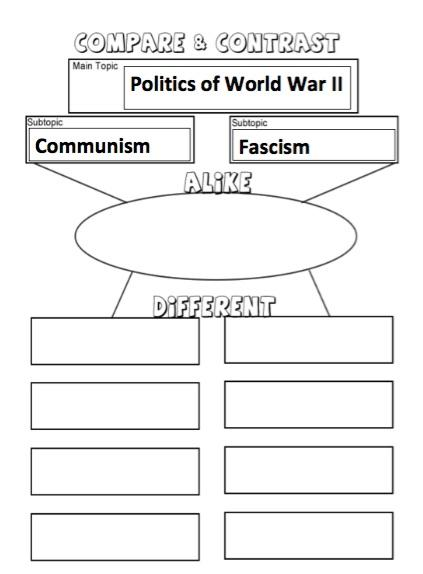 COMPARE & CONTRAST
Main Topic
Politics of World War II
Subtopic
Communism
Subtopic
Fascism
ALiKE
DiFFERENT